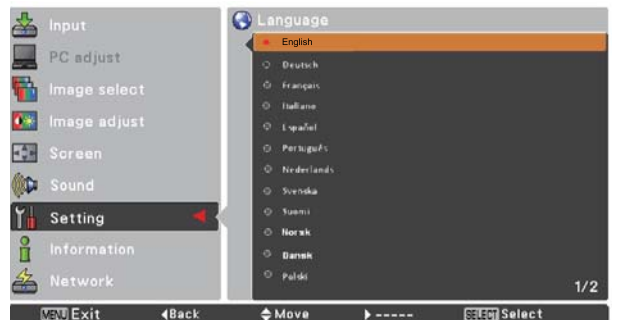 Input
PC adjust
Image select
Image adjust
Screen
Sound
Setting
Information
Network
Language
English
Deutsch
Français
Italiano
Español
Português
Nederlands
Svenska
Suomi
Norsk
Dansk
Polski
1/2
MENU Exit
Back
Move
-----
SELECT Select